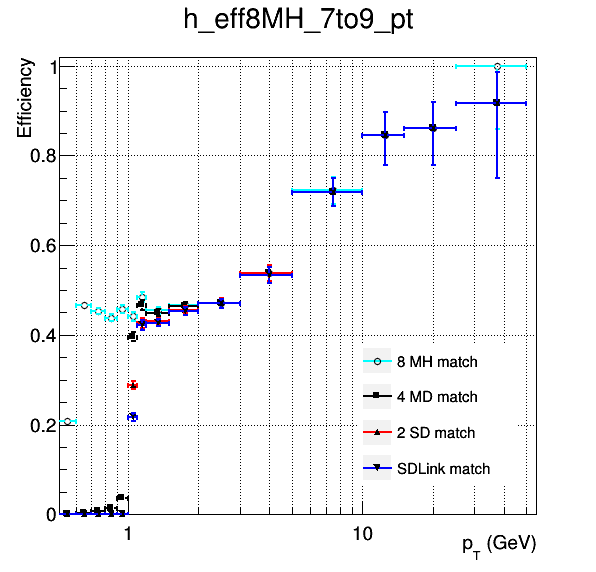 h_eff8MH_7to9_pt
Efficiency
1
0.8
0.6
0.4
0.2
0
8 MH match
4 MD match
2 SD match
SDLink match
1
10
p_T (GeV)